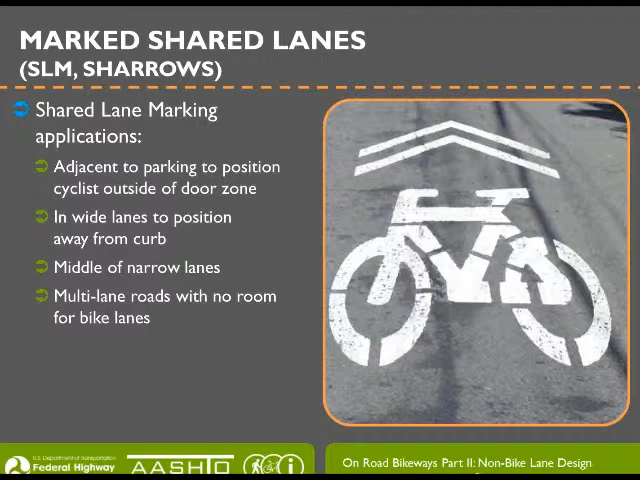 MARKED SHARED LANES
(SLM, SHARROWS)
Shared Lane Marking
applications:
Adjacent to parking to position
cyclist outside of door zone
In wide lanes to position
away from curb
Middle of narrow lanes
Multi-lane roads with no room
for bike lanes
U.S. Department of Transportation
Federal Highway
AASHTO
On Road Bikeways Part II: Non-Bike Lane Design